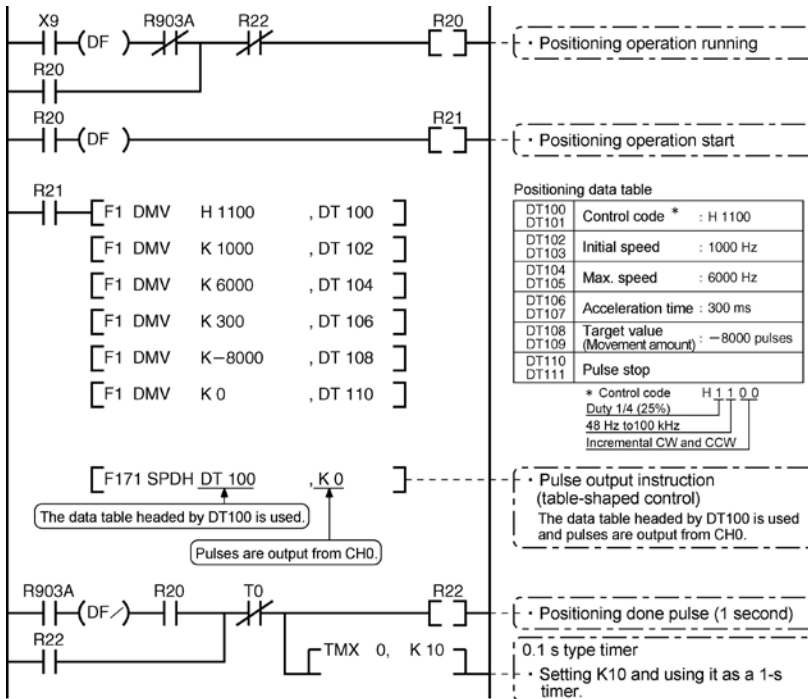 X9 R903A R22 R20
(DF )
· Positioning operation running
R20
R20 R21
(DF )
· Positioning operation start
R21
F1 DMV H 1100 , DT 100
F1 DMV K 1000 , DT 102
F1 DMV K 6000 , DT 104
F1 DMV K 300 , DT 106
F1 DMV K−8000 , DT 108
F1 DMV K 0 , DT 110
Positioning data table
DT100
DT101
Control code * : H 1100
DT102
DT103
Initial speed : 1000 Hz
DT104
DT105
Max. speed : 6000 Hz
DT106
DT107
Acceleration time : 300 ms
DT108
DT109
Target value
(Movement amount) : −8000 pulses
DT110
DT111
Pulse stop
* Control code H 1 1 0 0
Duty 1/4 (25%)
48 Hz to100 kHz
Incremental CW and CCW
F171 SPDH DT 100 , K 0
The data table headed by DT100 is used.
Pulses are output from CH0.
· Pulse output instruction
(table-shaped control)
The data table headed by DT100 is used
and pulses are output from CH0.
R903A R20 T0 R22
(DF/)
· Positioning done pulse (1 second)
R22
TMX 0, K 10
0.1 s type timer
· Setting K10 and using it as a 1-s
timer.